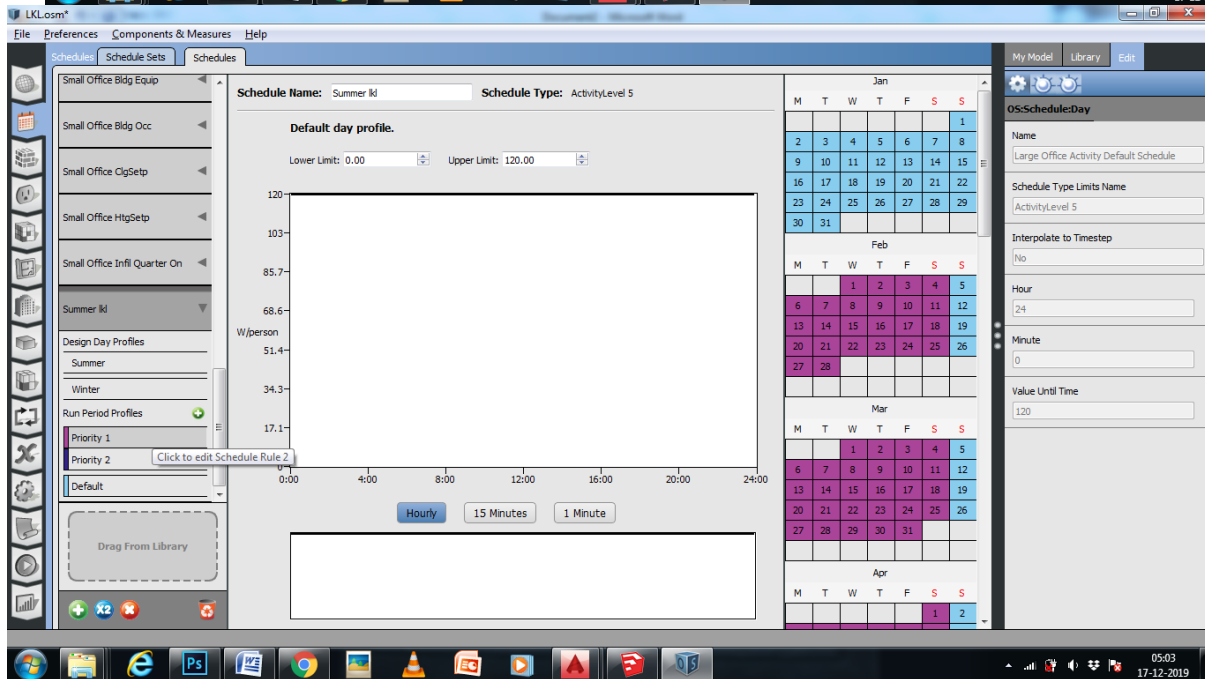 LKL.osm*
File Preferences Components & Measures Help
Schedules Schedule Sets Schedules
My Model Library Edit
Small Office Bldg Equip
Small Office Bldg Occ
Small Office ClgSetp
Small Office HtgSetp
Small Office Infil Quarter On
Summer lkl
Design Day Profiles
Summer
Winter
Run Period Profiles
Priority 1
Priority 2
Click to edit Schedule Rule 2
Default
Drag From Library
X2
Schedule Name: Summer lkl Schedule Type: ActivityLevel 5
Default day profile.
Lower Limit: 0.00 Upper Limit: 120.00
120
103
85.7
68.6
W/person
51.4
34.3
17.1
0
0:00 4:00 8:00 12:00 16:00 20:00 24:00
Hourly 15 Minutes 1 Minute
Jan
M T W T F S S
1
2 3 4 5 6 7 8
9 10 11 12 13 14 15
16 17 18 19 20 21 22
23 24 25 26 27 28 29
30 31
Feb
M T W T F S S
1 2 3 4 5
6 7 8 9 10 11 12
13 14 15 16 17 18 19
20 21 22 23 24 25 26
27 28
Mar
M T W T F S S
1 2 3 4 5
6 7 8 9 10 11 12
13 14 15 16 17 18 19
20 21 22 23 24 25 26
27 28 29 30 31
Apr
M T W T F S S
1 2
OS:Schedule:Day
Name
Large Office Activity Default Schedule
Schedule Type Limits Name
ActivityLevel 5
Interpolate to Timestep
No
Hour
24
Minute
0
Value Until Time
120
Ps
W
05:03
17-12-2019